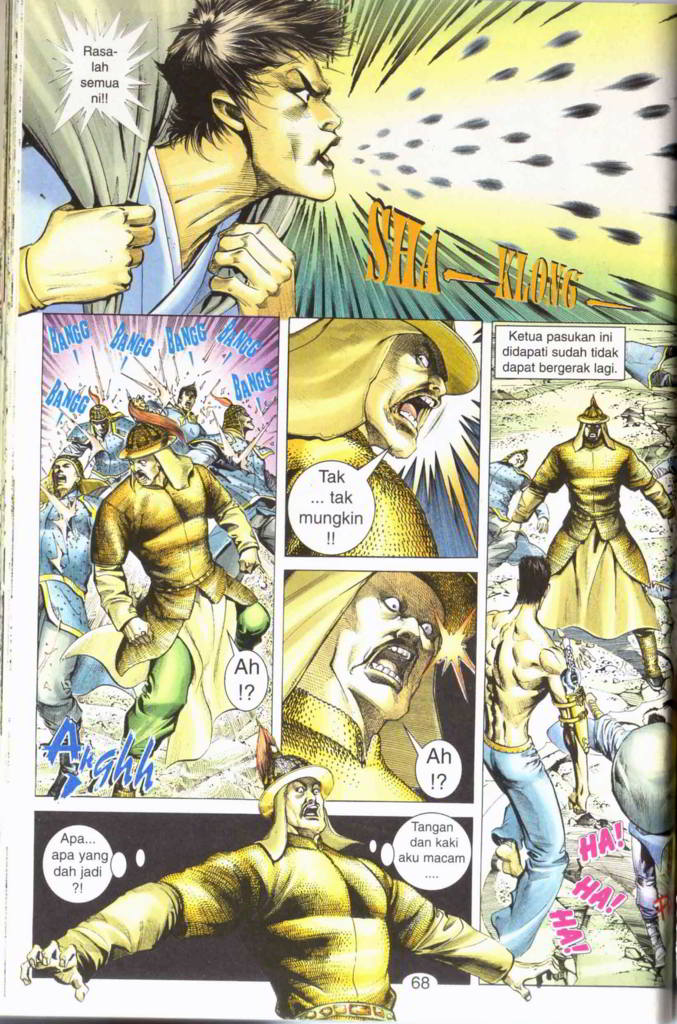 Rasa-
lah
semua
ni!!
SHA — KLONG —
BANGG
BANGG
BANGG
BANGG
BANGG
BANGG
Ah
!?
Arkghh
Tak
... tak
mungkin
!!
Ah
!?
Ketua pasukan ini
didapati sudah tidak
dapat bergerak lagi.
HA!
HA!
HA!
Apa...
apa yang
dah jadi
?!
Tangan
dan kaki
aku macam
....
68